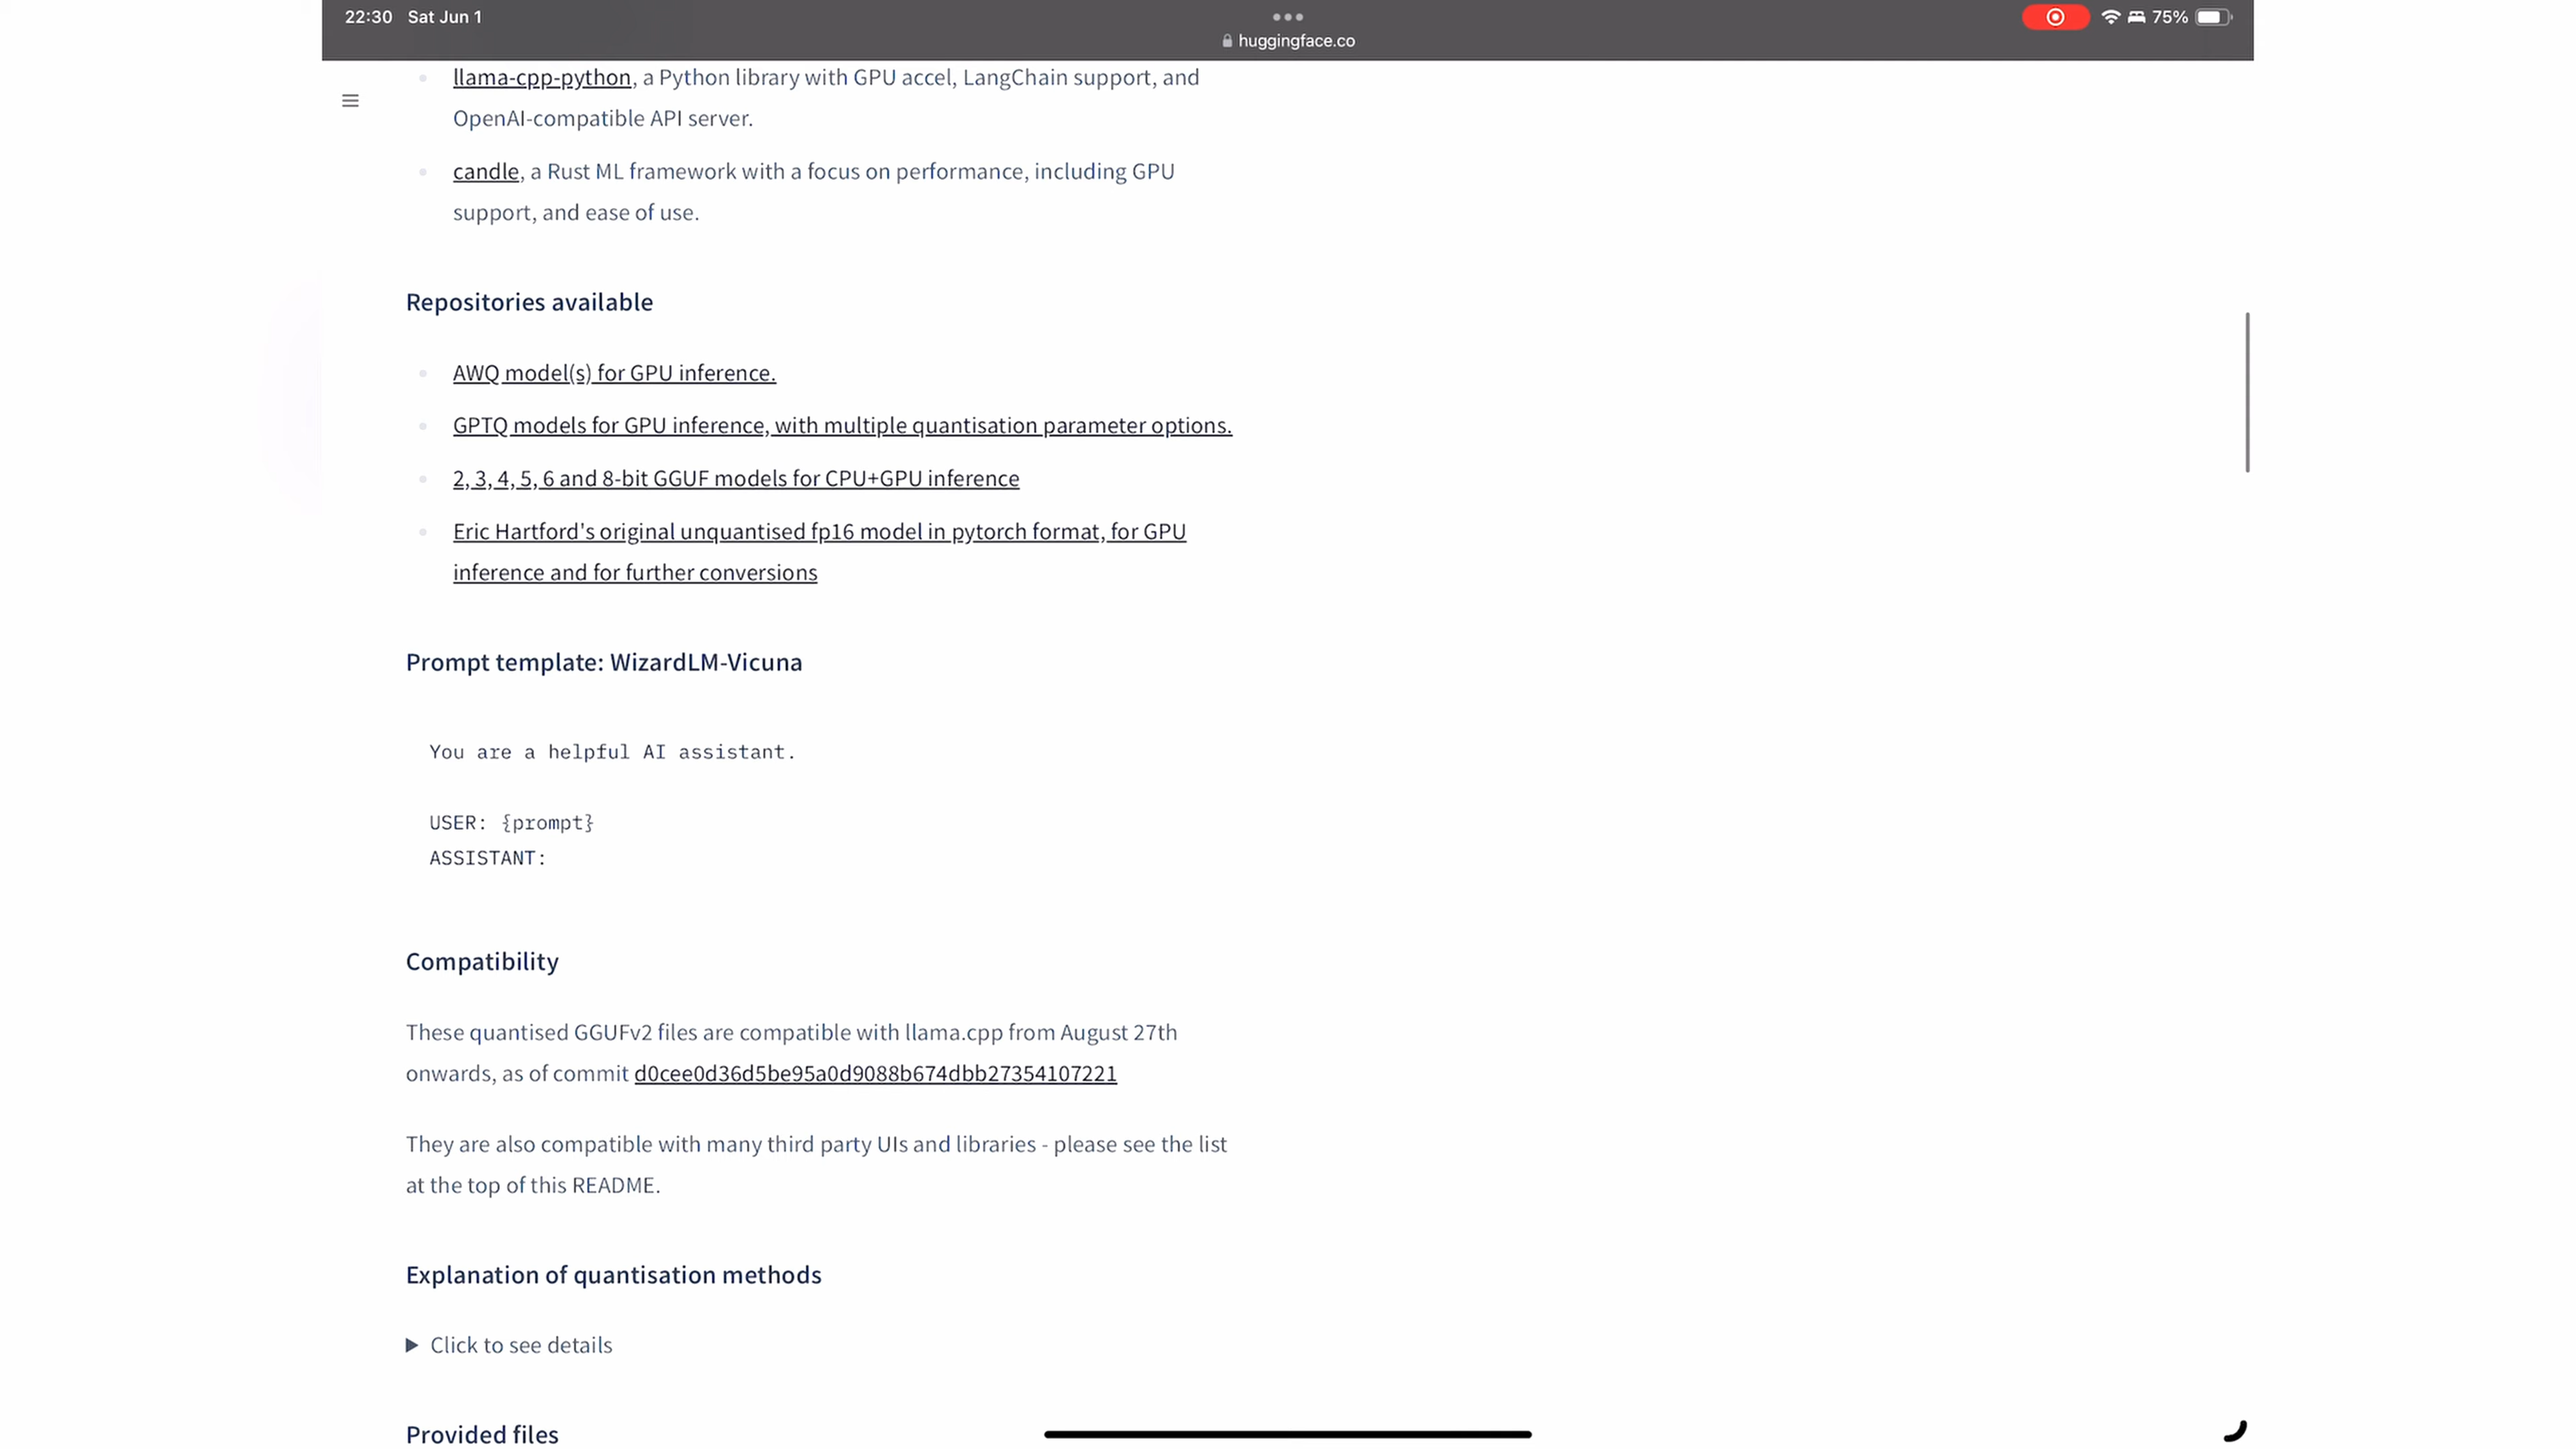 22:30 Sat Jun 1
75%
huggingface.co
llama-cpp-python, a Python library with GPU accel, LangChain support, and
OpenAI-compatible API server.
candle, a Rust ML framework with a focus on performance, including GPU
support, and ease of use.
Repositories available
AWQ model(s) for GPU inference.
GPTQ models for GPU inference, with multiple quantisation parameter options.
2, 3, 4, 5, 6 and 8-bit GGUF models for CPU+GPU inference
Eric Hartford's original unquantised fp16 model in pytorch format, for GPU
inference and for further conversions
Prompt template: WizardLM-Vicuna
You are a helpful AI assistant.
USER: {prompt}
ASSISTANT:
Compatibility
These quantised GGUFv2 files are compatible with llama.cpp from August 27th
onwards, as of commit d0cee0d36d5be95a0d9088b674dbb27354107221
They are also compatible with many third party UIs and libraries - please see the list
at the top of this README.
Explanation of quantisation methods
Click to see details
Provided files